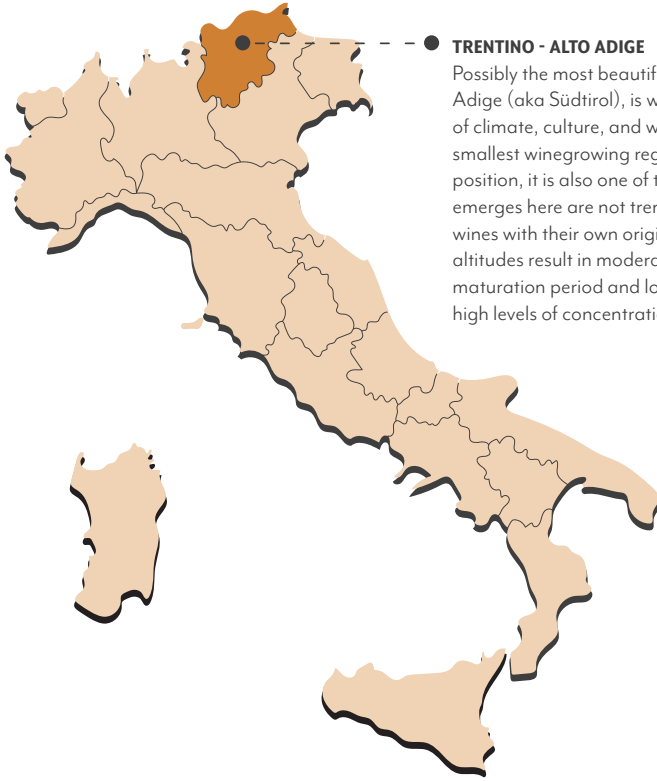 TRENTINO - ALTO ADIGE
Possibly the most beautif
Adige (aka Südtirol), is w
of climate, culture, and w
smallest winegrowing reg
position, it is also one of t
emerges here are not tren
wines with their own origi
altitudes result in modera
maturation period and lo
high levels of concentrati